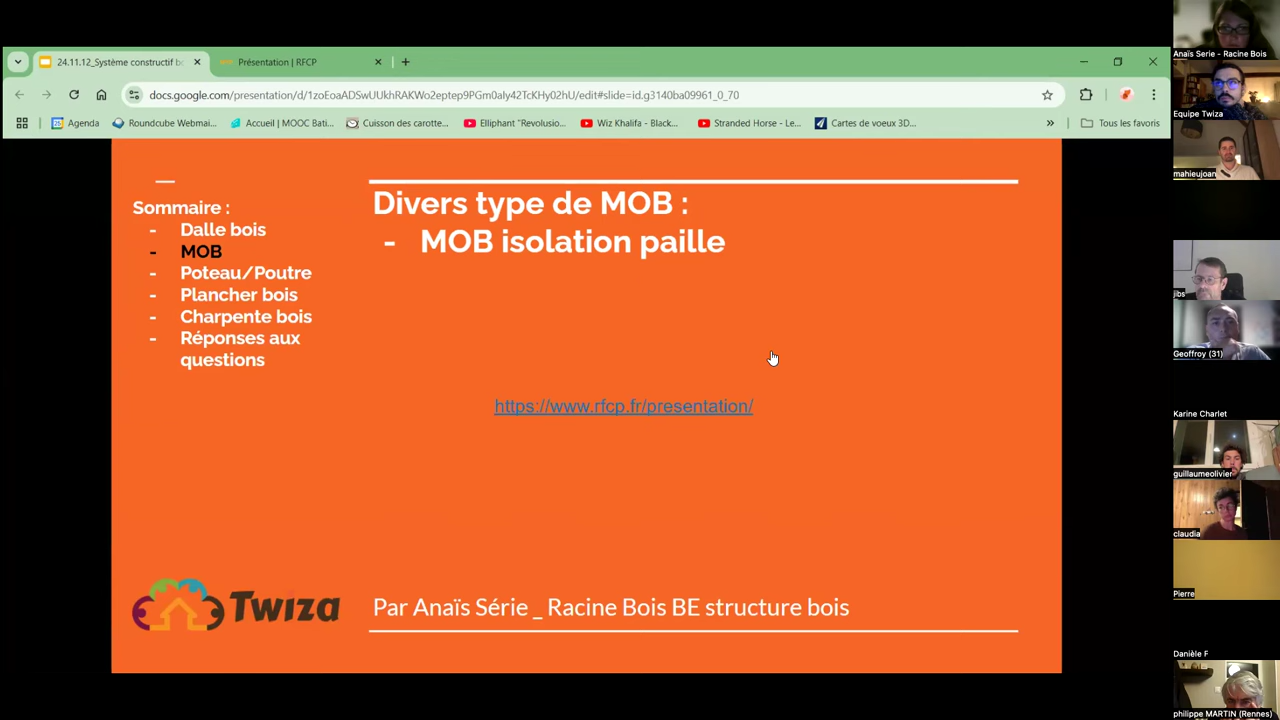 24.11.12_Système constructif b
Présentation | RFCP
docs.google.com/presentation/d/1zoEoaADSwUUkhRAKWo2eptep9PGm0aIy42TcKHy02hU/edit#slide=id.g3140ba09961_0_70
Agenda
Roundcube Webmai...
Accueil | MOOC Bati...
Cuisson des carotte...
Elliphant "Revolusio...
Wiz Khalifa - Black...
Stranded Horse - Le...
Cartes de voeux 3D...
Tous les favoris
Sommaire :
- Dalle bois
- MOB
- Poteau/Poutre
- Plancher bois
- Charpente bois
- Réponses aux
questions
Divers type de MOB :
- MOB isolation paille
https://www.rfcp.fr/presentation/
Twiza
Par Anaïs Série _ Racine Bois BE structure bois
Anaïs Serie - Racine Bois
Equipe Twiza
mahieujoan
jibs
Geoffroy (31)
Karine Charlet
guillaumeolivier
claudia
Pierre
Danièle F
philippe MARTIN (Rennes)